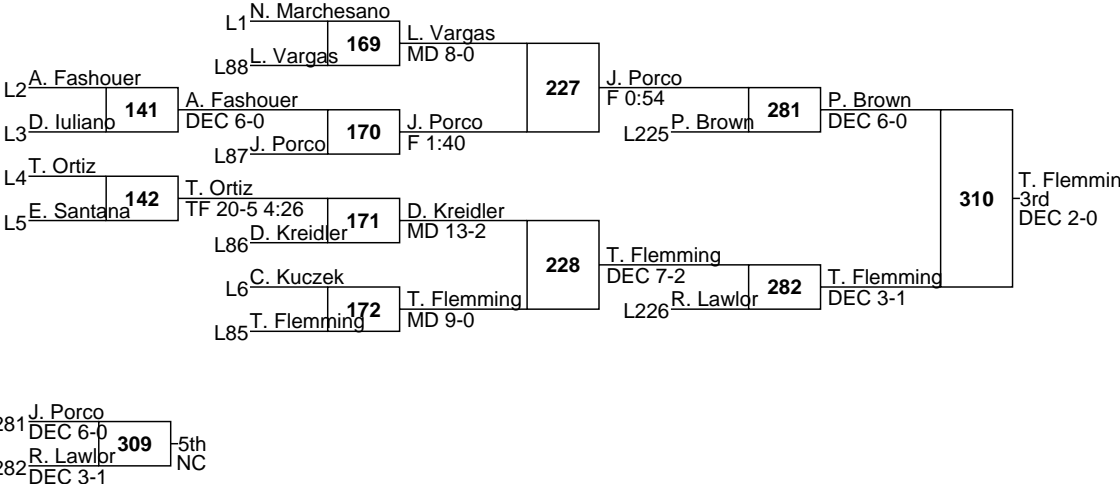 N. Marchesano
L1
169
L. Vargas
MD 8-0
L. Vargas
L88
A. Fashouer
L2
141
A. Fashouer
DEC 6-0
D. Iuliano
L3
170
J. Porco
F 1:40
J. Porco
L87
227
J. Porco
F 0:54
281
P. Brown
DEC 6-0
P. Brown
L225
T. Ortiz
L4
142
T. Ortiz
TF 20-5 4:26
E. Santana
L5
171
D. Kreidler
MD 13-2
D. Kreidler
L86
310
T. Flemmin
3rd
DEC 2-0
228
T. Flemming
DEC 7-2
282
T. Flemming
DEC 3-1
R. Lawlor
L226
C. Kuczek
L6
172
T. Flemming
MD 9-0
T. Flemming
L85
281
J. Porco
DEC 6-0
309
5th
NC
282
R. Lawlor
DEC 3-1